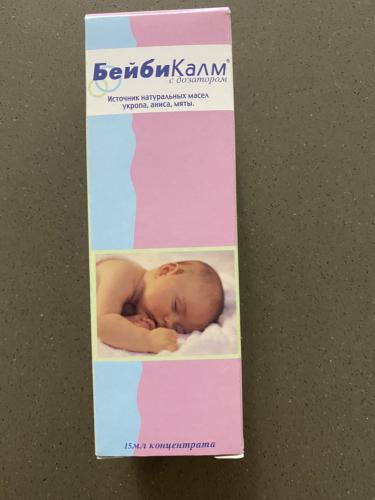 БейбиКалм®
с дозатором
Источник натуральных масел
укропа, аниса, мяты.
15мл концентрата